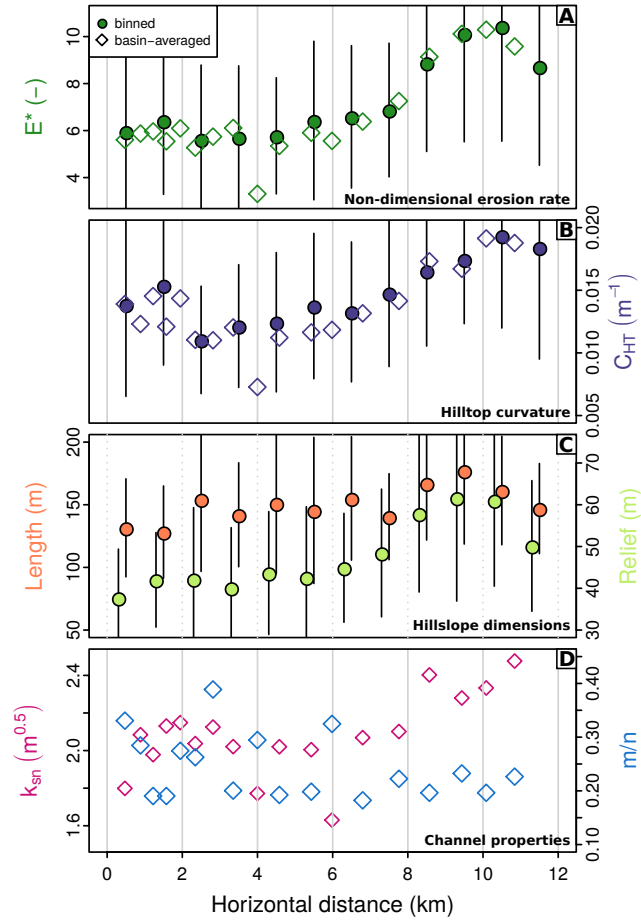 binned
basin−averaged
A
E* (−)
10
8
6
4
Non-dimensional erosion rate
B
0.020
0.015
0.010
0.005
C_HT (m⁻¹)
Hilltop curvature
C
Length (m)
200
150
100
50
70
60
50
40
30
Relief (m)
Hillslope dimensions
D
k_sn (m^0.5)
2.4
2.0
1.6
0.40
0.30
0.20
0.10
m/n
Channel properties
0 2 4 6 8 10 12
Horizontal distance (km)